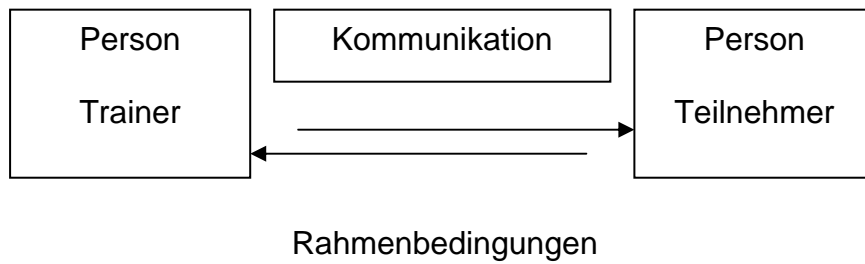 Person
Trainer
Kommunikation
Person
Teilnehmer
Rahmenbedingungen